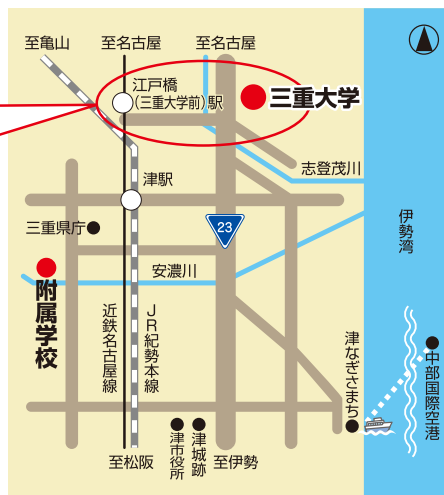 至亀山
至名古屋
至名古屋
江戸橋
(三重大学前)駅
三重大学
志登茂川
津駅
三重県庁
23
伊勢湾
安濃川
附属学校
近鉄名古屋線
JR紀勢本線
津なぎさまち
中部国際空港
津市役所
津城跡
至松阪
至伊勢